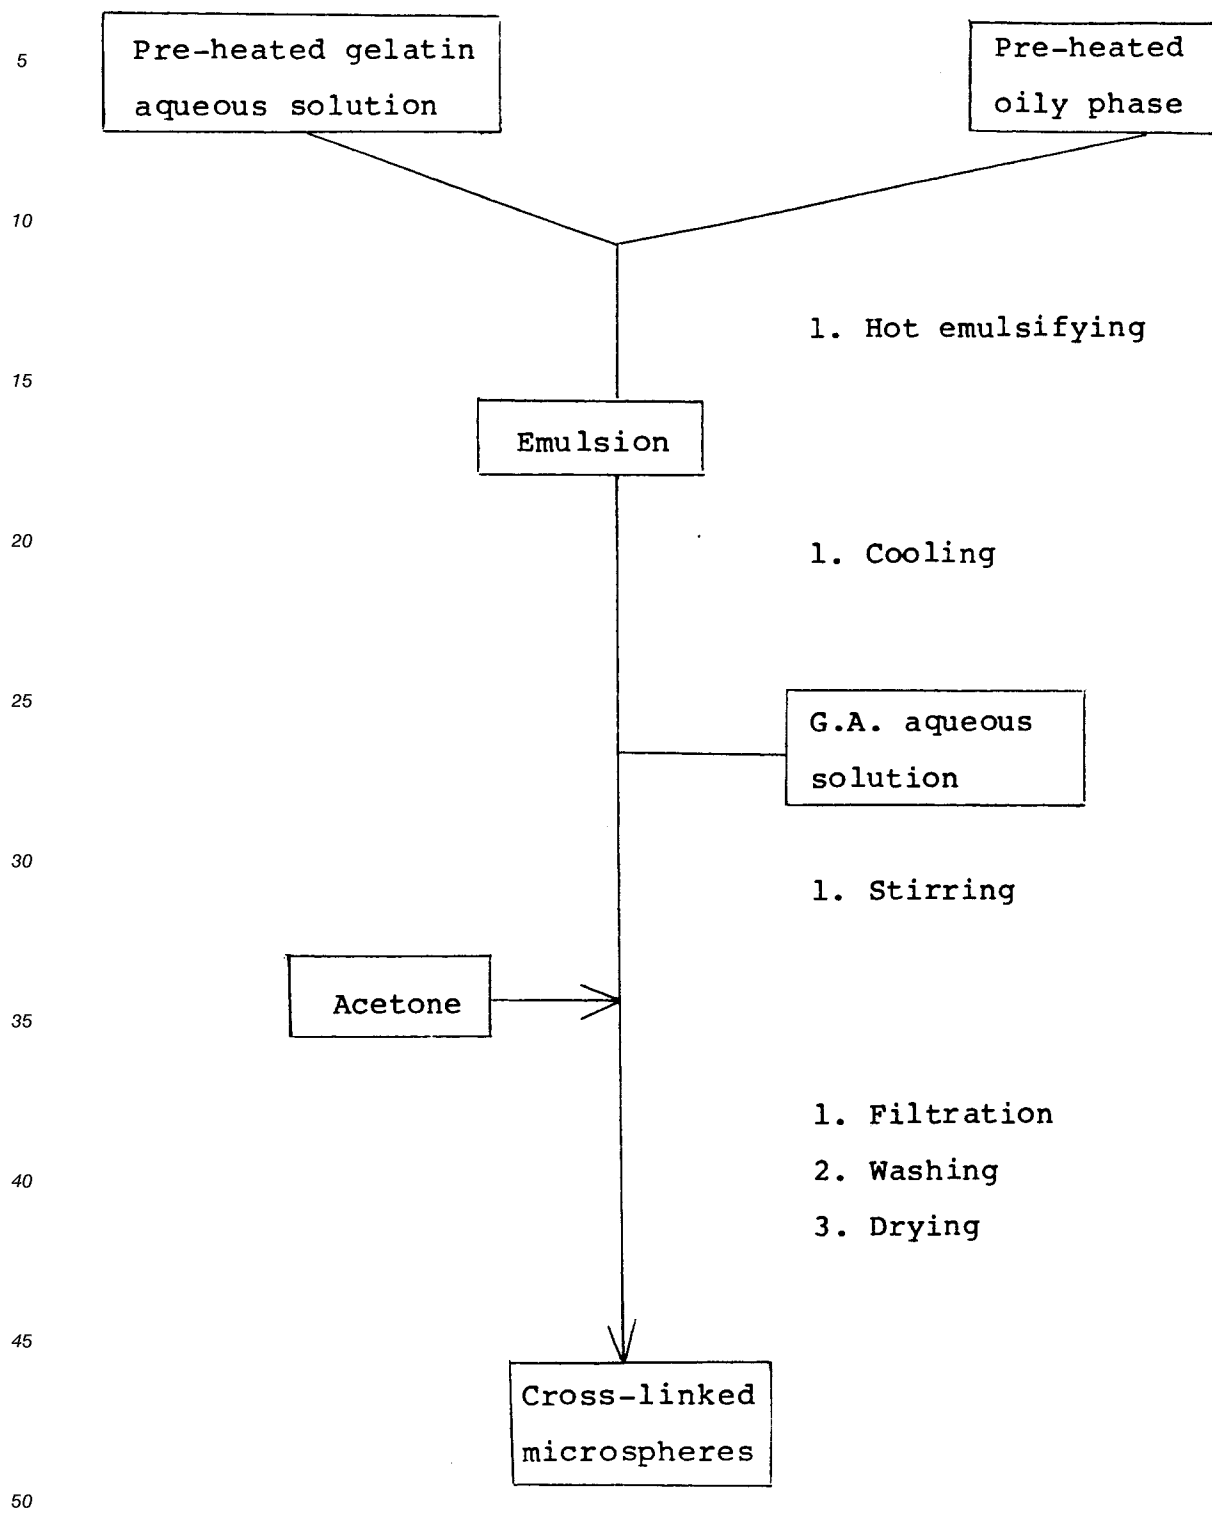 5
Pre-heated gelatin
aqueous solution
Pre-heated
oily phase
10
1. Hot emulsifying
15
Emulsion
20
1. Cooling
25
G.A. aqueous
solution
30
1. Stirring
Acetone
35
1. Filtration
2. Washing
40
3. Drying
45
Cross-linked
microspheres
50